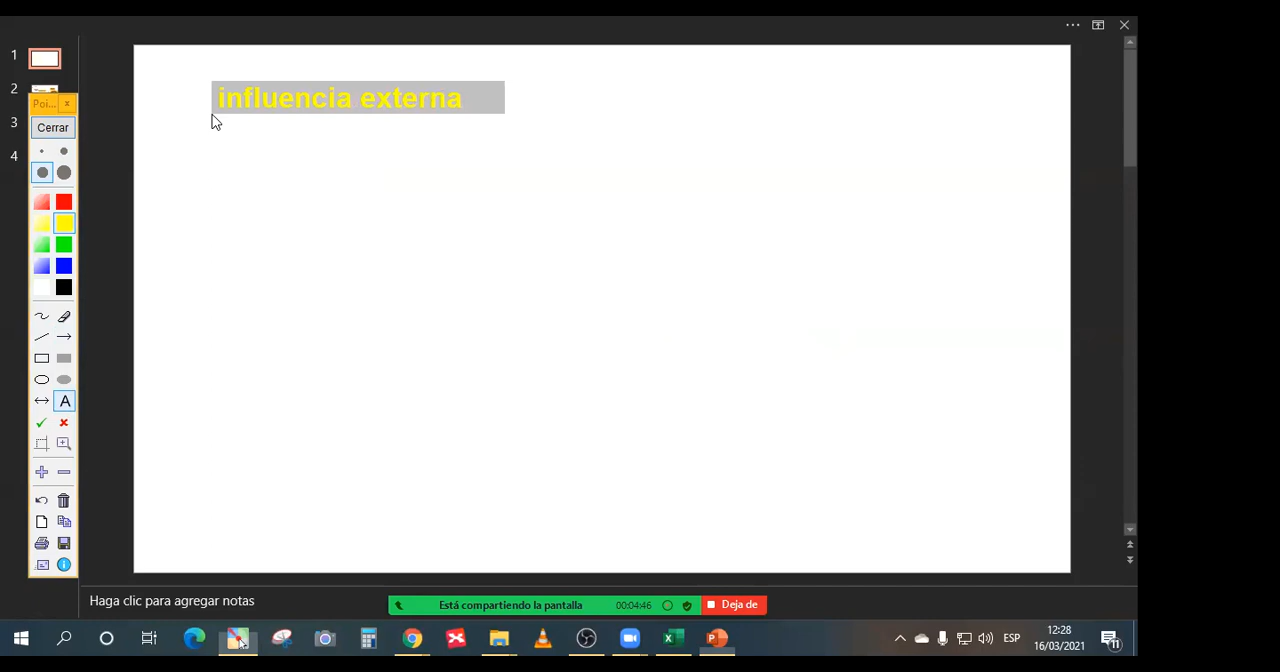 1
2
3
4
Poi...
Cerrar
influencia externa
A
Haga clic para agregar notas
Está compartiendo la pantalla
00:04:46
Deja de
ESP
12:28
16/03/2021
11